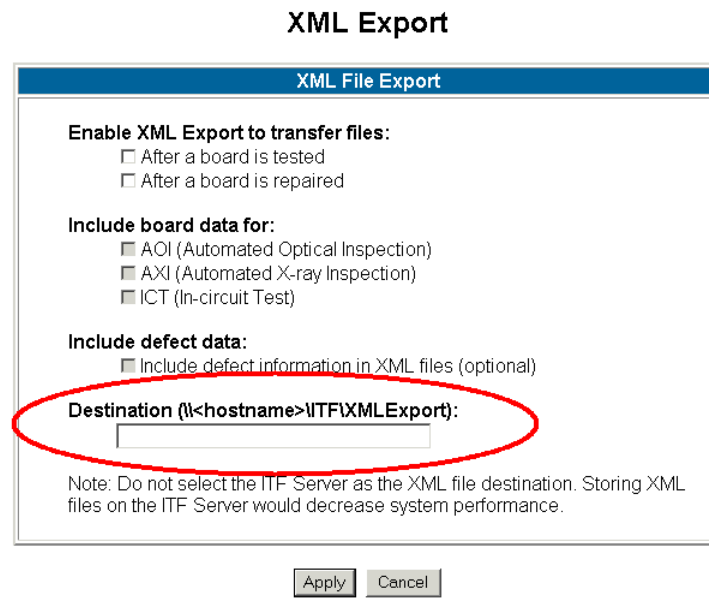 XML Export
XML File Export
Enable XML Export to transfer files:
After a board is tested
After a board is repaired
Include board data for:
AOI (Automated Optical Inspection)
AXI (Automated X-ray Inspection)
ICT (In-circuit Test)
Include defect data:
Include defect information in XML files (optional)
Destination (\\<hostname>\ITF\XMLExport):
Note: Do not select the ITF Server as the XML file destination. Storing XML
files on the ITF Server would decrease system performance.
Apply Cancel